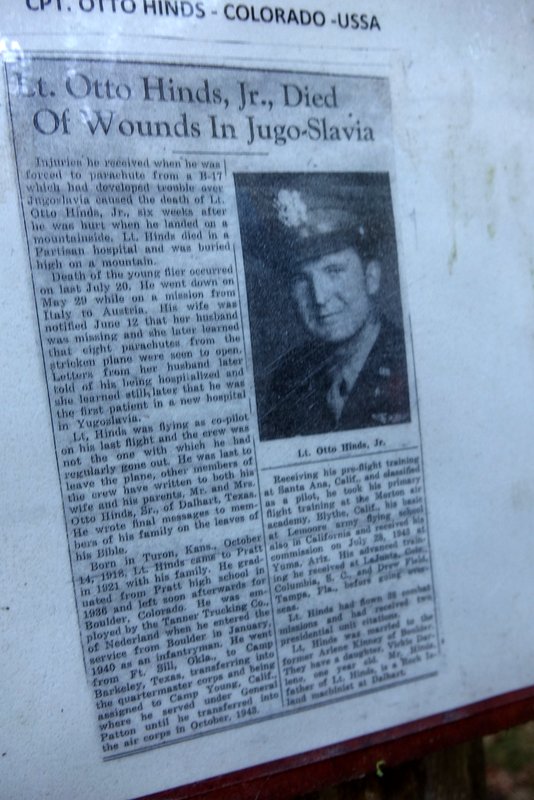 CPT. OTTO HINDS - COLORADO -USSA
Lt. Otto Hinds, Jr., Died
Of Wounds In Jugo-Slavia
Injuries he received when he was
forced to parachute from a B-17
which had developed trouble over
Jugoslavia caused the death of Lt.
Otto Hinds, Jr., six weeks after
he was hurt when he landed on a
mountainside. Lt. Hinds died in a
Partisan hospital and was buried
high on a mountain.
Death of the young flier occurred
on last July 20. He went down on
May 29 while on a mission from
Italy to Austria. His wife was
notified June 12 that her husband
was missing and she later learned
that eight parachutes from the
stricken plane were seen to open.
Letters from her husband later
told of his being hospitalized and
she learned still later that he was
the first patient in a new hospital
in Yugoslavia.
Lt. Hinds was flying as co-pilot
on his last flight and the crew was
not the one with which he had
regularly gone out. He was last to
leave the plane, other members of
the crew have written to both his
wife and his parents, Mr. and Mrs.
Otto Hinds, Sr., of Dalhart, Texas.
He wrote final messages to mem-
bers of his family on the leaves of
his Bible.
Born in Turon, Kans., October
14, 1918, Lt. Hinds came to Pratt
in 1921 with his family. He grad-
uated from Pratt high school in
1936 and left soon afterwards for
Boulder, Colorado. He was em-
ployed by the Tanner Trucking Co.,
of Nederland when he entered the
service from Boulder in January,
1940 as an infantryman. He went
from Ft. Sill, Okla., to Camp
Barkeley, Texas, transferring into
the quartermaster corps and being
assigned to Camp Young, Calif.,
where he served under General
Patton until he transferred into
the air corps in October, 1942.
Lt. Otto Hinds, Jr.
Receiving his pre-flight training
at Santa Ana, Calif., and classified
as a pilot, he took his primary
flight training at the Morton air
academy, Blythe, Calif., his basic
at Lemoore army flying school
also in California and received his
commission on July 28, 1943 at
Yuma, Ariz. His advanced train-
ing he received at LaJunta, Colo.,
Columbia, S. C., and Drew Field,
Tampa, Fla., before going over-
seas.
Lt. Hinds had flown combat
missions and had received two
presidential unit citations.
Lt. Hinds was married to the
former Arlene Kinney of Boulder.
They have a daughter, Vickie Dar-
lene, one year old. Mr. Hinds,
father of Lt. Hinds, is a Rock Is-
land machinist at Dalhart.